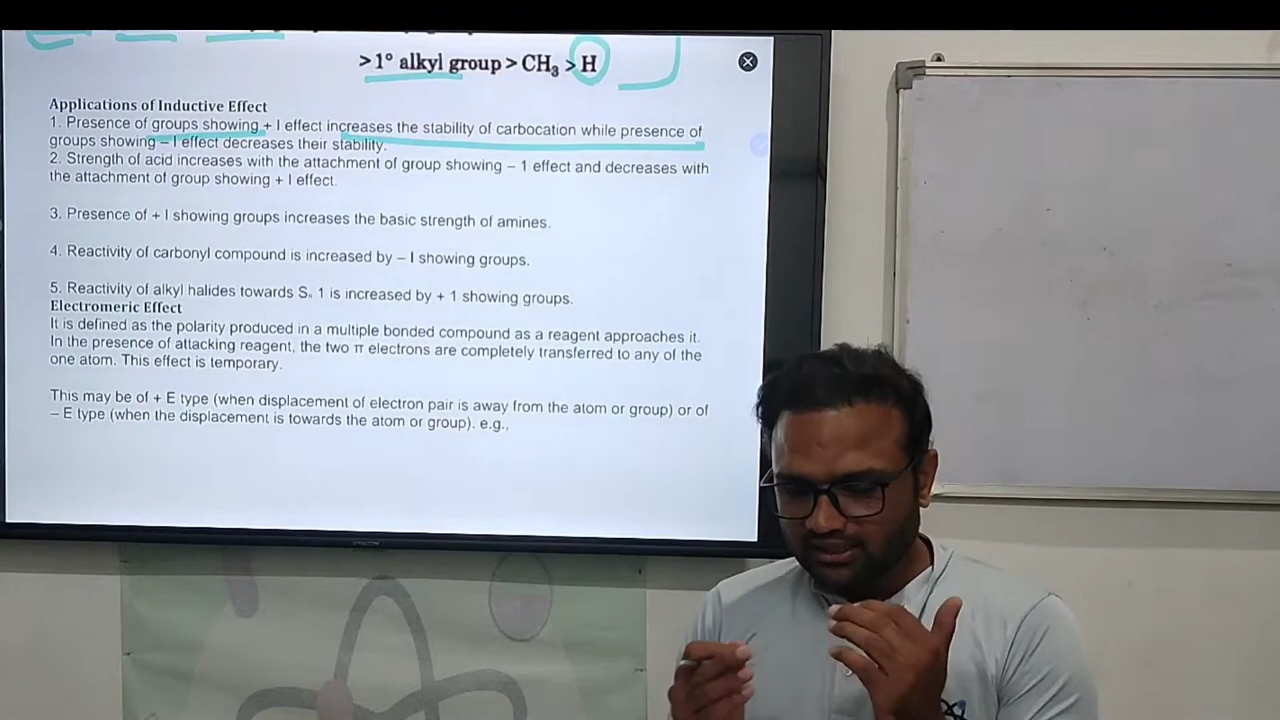 > 1° alkyl group > CH₃ > H
Applications of Inductive Effect
1. Presence of groups showing + I effect increases the stability of carbocation while presence of
groups showing – I effect decreases their stability.
2. Strength of acid increases with the attachment of group showing – 1 effect and decreases with
the attachment of group showing + I effect.
3. Presence of + I showing groups increases the basic strength of amines.
4. Reactivity of carbonyl compound is increased by – I showing groups.
5. Reactivity of alkyl halides towards Sₙ 1 is increased by + 1 showing groups.
Electromeric Effect
It is defined as the polarity produced in a multiple bonded compound as a reagent approaches it.
In the presence of attacking reagent, the two π electrons are completely transferred to any of the
one atom. This effect is temporary.
This may be of + E type (when displacement of electron pair is away from the atom or group) or of
– E type (when the displacement is towards the atom or group). e.g.,